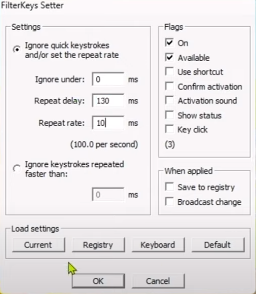 FilterKeys Setter
Settings
Ignore quick keystrokes
and/or set the repeat rate
Ignore under: 0 ms
Repeat delay: 130 ms
Repeat rate: 10 ms
(100.0 per second)
Ignore keystrokes repeated
faster than:
0 ms
Flags
On
Available
Use shortcut
Confirm activation
Activation sound
Show status
Key click
(3)
When applied
Save to registry
Broadcast change
Load settings
Current Registry Keyboard Default
OK Cancel